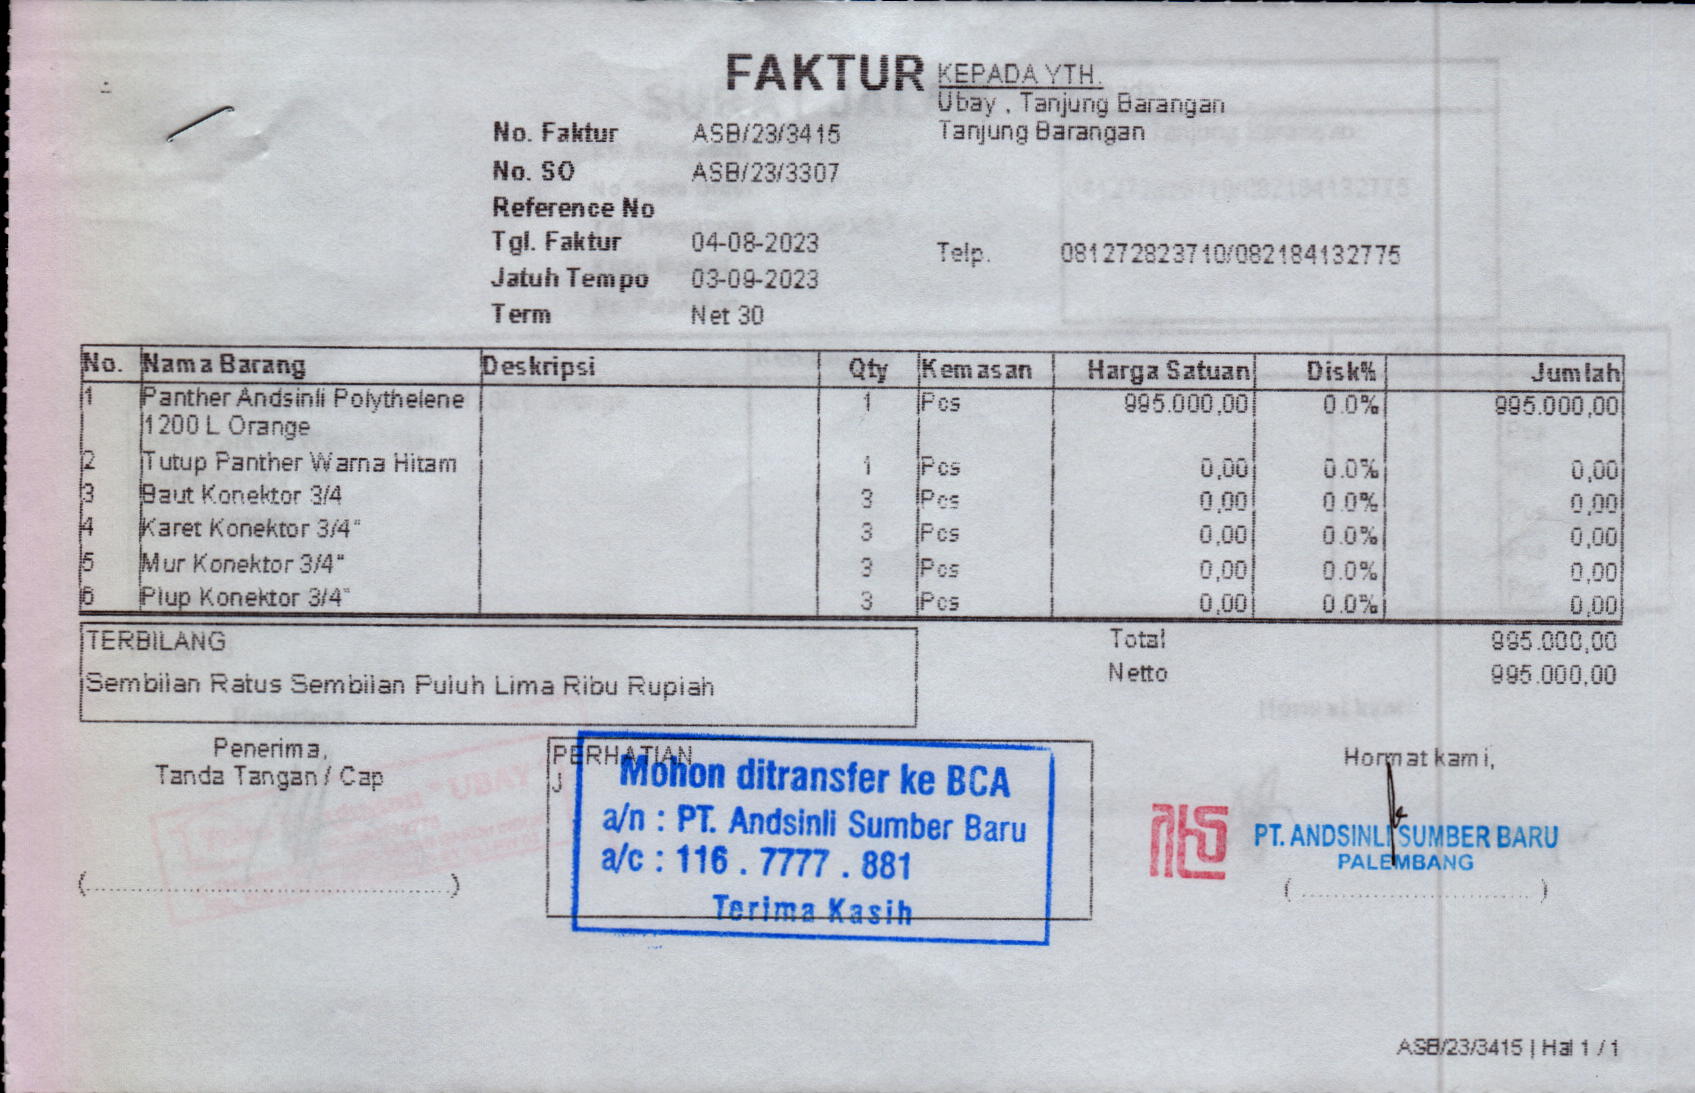 FAKTUR
KEPADA YTH.
Ubay , Tanjung Barangan
Tanjung Barangan
No. Faktur ASB/23/3415
No. SO ASB/23/3307
Reference No
Tgl. Faktur 04-08-2023
Telp. 081272823710/082184132775
Jatuh Tempo 03-09-2023
Term Net 30
No. Nama Barang Deskripsi Qty Kemasan Harga Satuan Disk% Jumlah
1 Panther Andsinli Polythelene 1 Pcs 995.000,00 0.0% 995.000,00
1200 L Orange
2 Tutup Panther Warna Hitam 1 Pcs 0,00 0.0% 0,00
3 Baut Konektor 3/4 3 Pcs 0,00 0.0% 0,00
4 Karet Konektor 3/4" 3 Pcs 0,00 0.0% 0,00
5 Mur Konektor 3/4" 3 Pcs 0,00 0.0% 0,00
6 Plup Konektor 3/4" 3 Pcs 0,00 0.0% 0,00
TERBILANG
Sembilan Ratus Sembilan Puluh Lima Ribu Rupiah
Total 995.000,00
Netto 995.000,00
Penerima,
Tanda Tangan / Cap
(..............................)
PERHATIAN
J
Mohon ditransfer ke BCA
a/n : PT. Andsinli Sumber Baru
a/c : 116 . 7777 . 881
Terima Kasih
Hormat kami,
PT. ANDSINLI SUMBER BARU
PALEMBANG
(..............................)
ASB/23/3415 | Hal 1 / 1